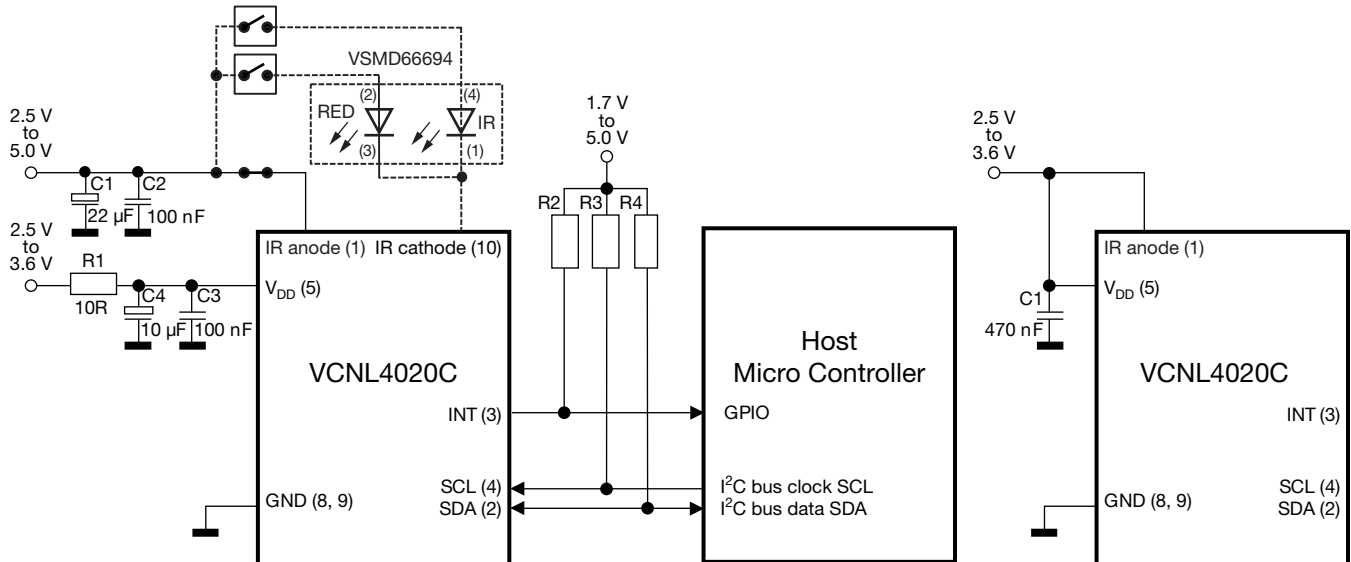 VSMD66694
RED
(2)
(3)
(4)
IR
(1)
2.5 V
to
5.0 V
C1
22 µF
C2
100 nF
2.5 V
to
3.6 V
R1
10R
C4
10 µF
C3
100 nF
IR anode (1)
IR cathode (10)
V_DD (5)
VCNL4020C
INT (3)
SCL (4)
SDA (2)
GND (8, 9)
1.7 V
to
5.0 V
R2
R3
R4
Host
Micro Controller
GPIO
I²C bus clock SCL
I²C bus data SDA
2.5 V
to
3.6 V
C1
470 nF
IR anode (1)
V_DD (5)
VCNL4020C
INT (3)
SCL (4)
SDA (2)
GND (8, 9)